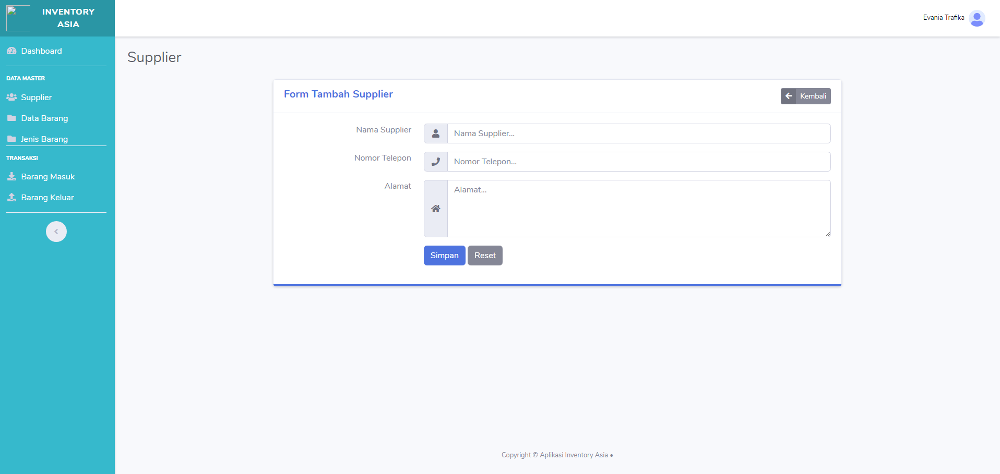 INVENTORY
ASIA
Evania Trafika
Dashboard
DATA MASTER
Supplier
Data Barang
Jenis Barang
TRANSAKSI
Barang Masuk
Barang Keluar
Supplier
Form Tambah Supplier
Kembali
Nama Supplier
Nama Supplier...
Nomor Telepon
Nomor Telepon...
Alamat
Alamat...
Simpan
Reset
Copyright © Aplikasi Inventory Asia •